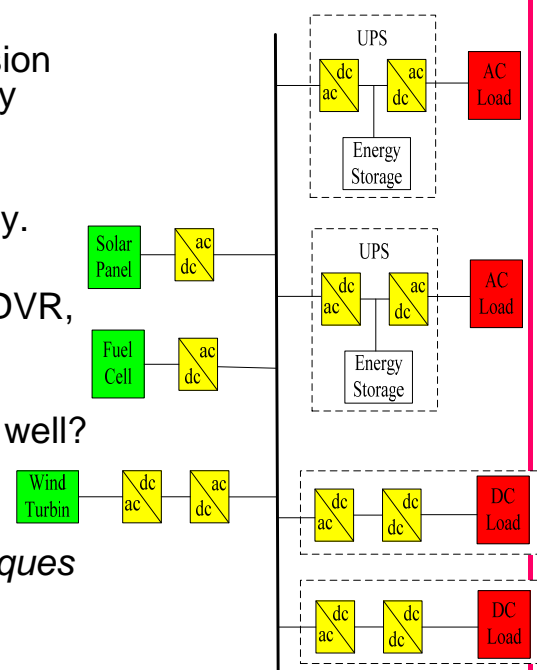 sion
y
y.
DVR,
well?
ques
UPS
dc
ac
ac
dc
Energy
Storage
AC
Load
Solar
Panel
ac
dc
UPS
dc
ac
ac
dc
Energy
Storage
AC
Load
Fuel
Cell
ac
dc
Wind
Turbin
dc
ac
ac
dc
dc
ac
dc
dc
DC
Load
dc
ac
dc
dc
DC
Load